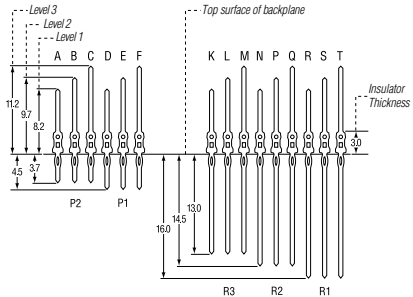 Level 3
Level 2
Level 1
Top surface of backplane
A B C D E F
K L M N P Q R S T
11.2
9.7
8.2
Insulator
Thickness
3.0
4.5
3.7
16.0
14.5
13.0
P2 P1
R3 R2 R1